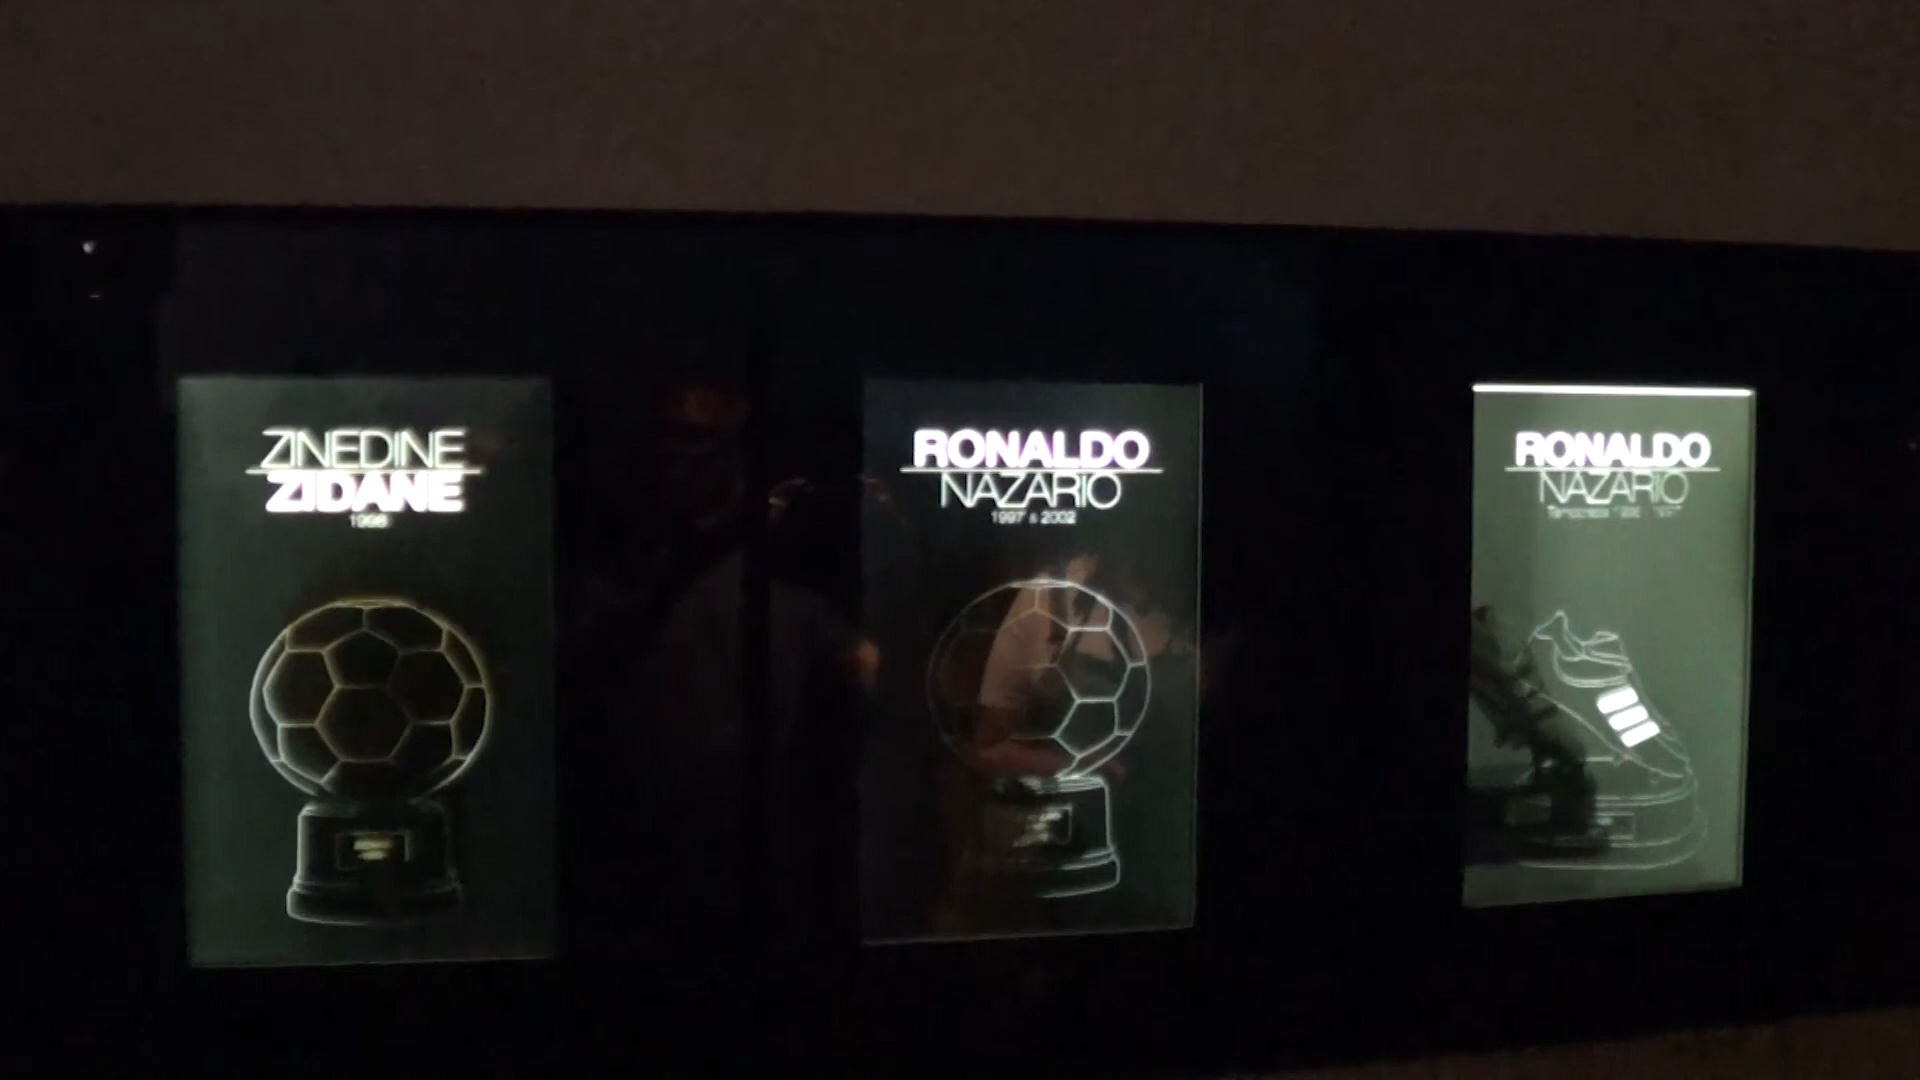 ZINEDINE
ZIDANE
1998
RONALDO
NAZARIO
1997 & 2002
RONALDO
NAZARIO